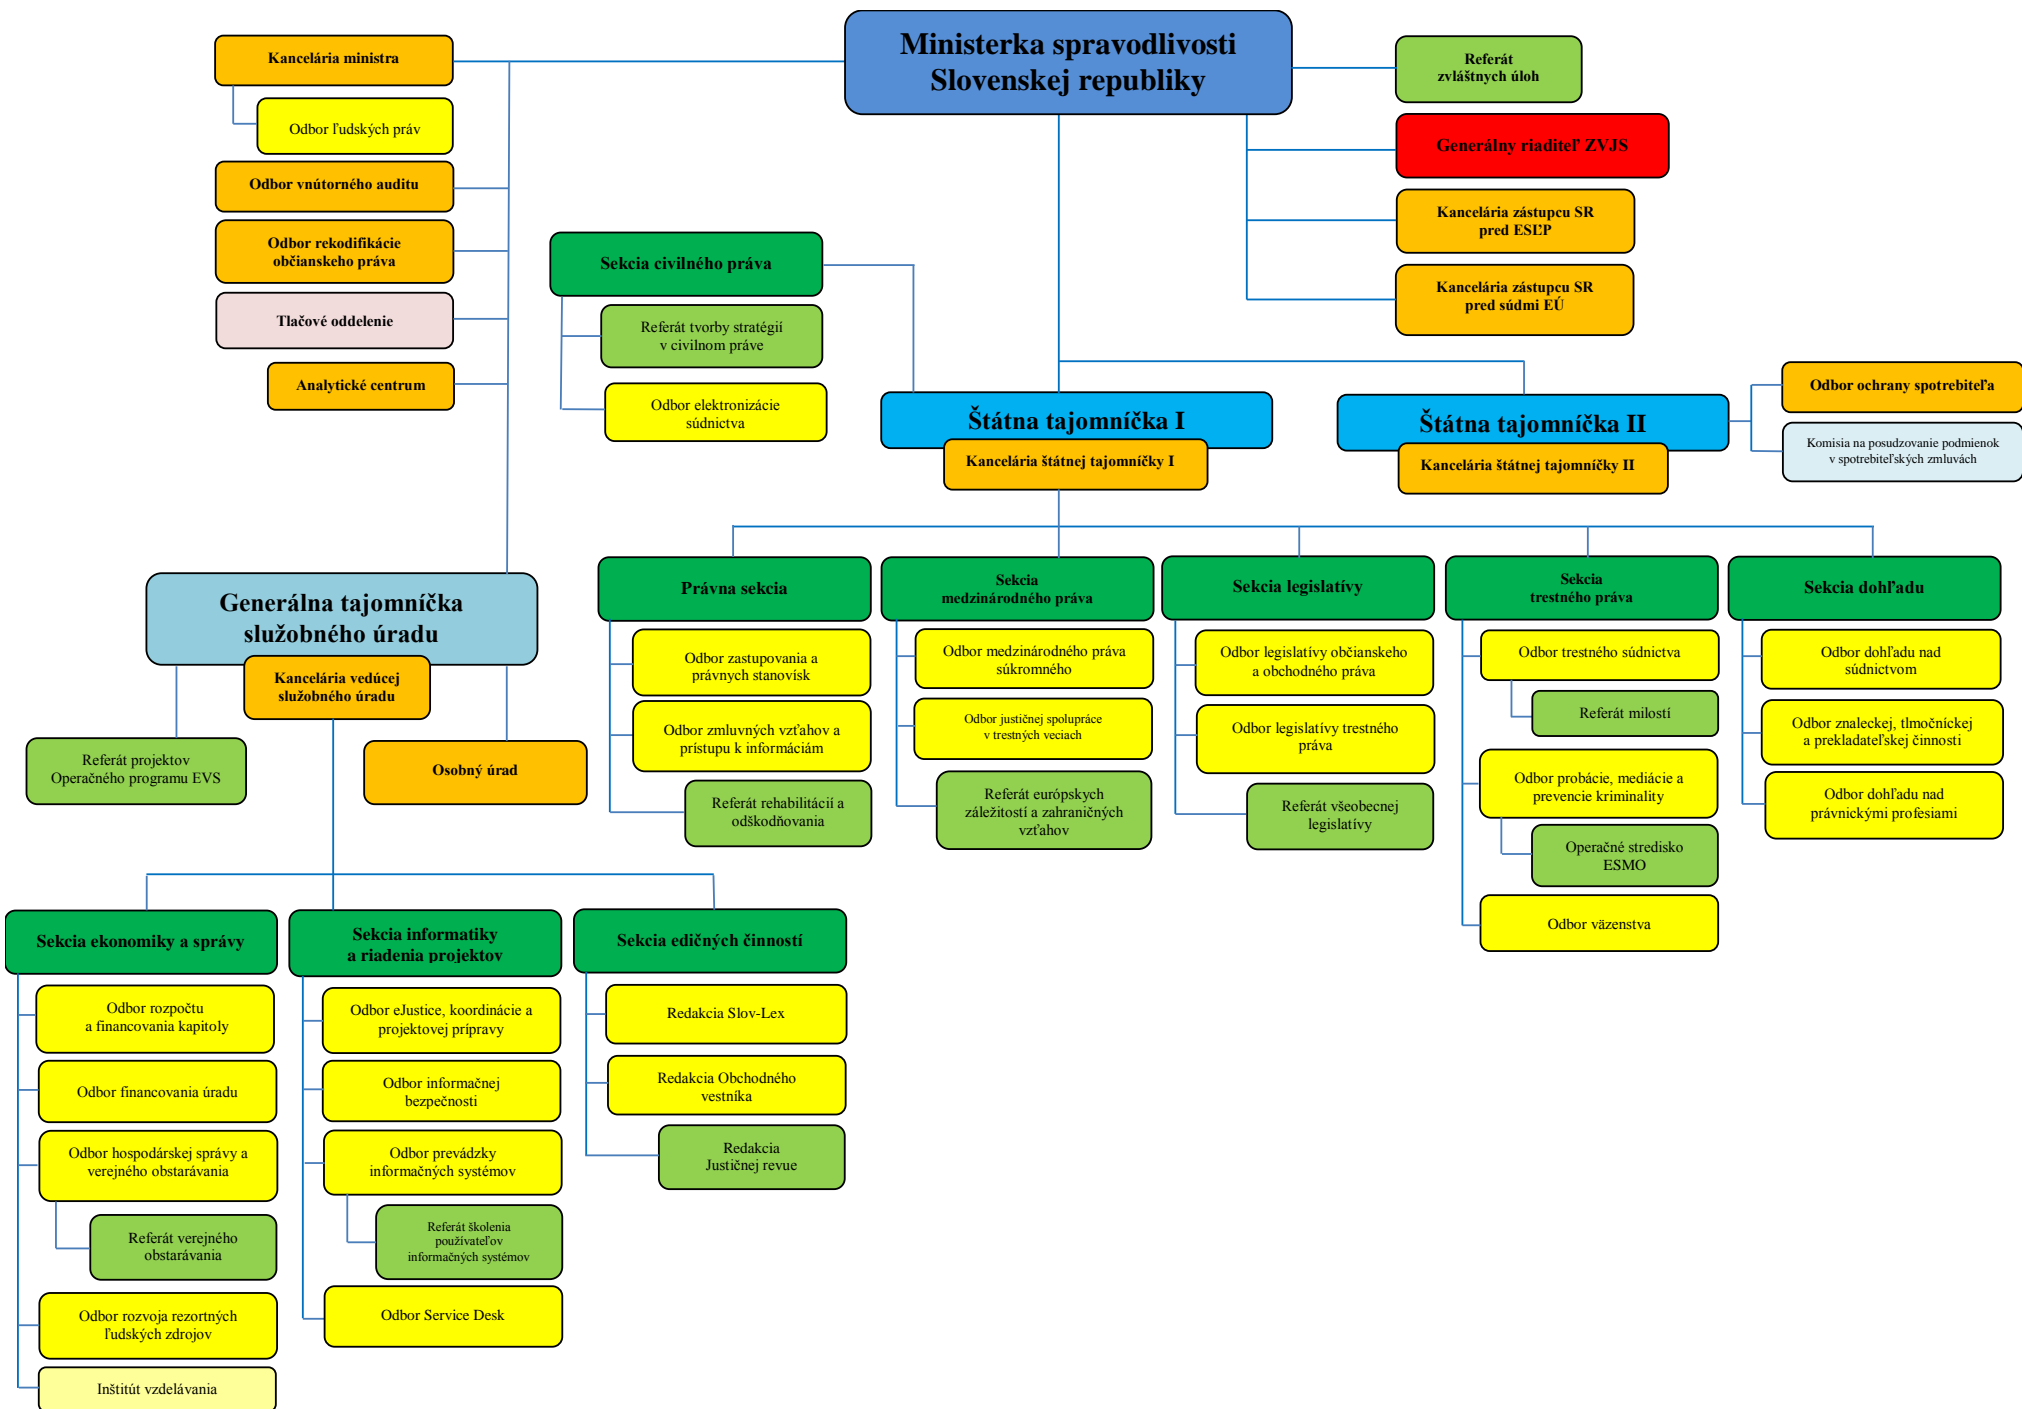 Ministerka spravodlivosti
Slovenskej republiky
Kancelária ministra
Odbor ľudských práv
Odbor vnútorného auditu
Odbor rekodifikácie
občianskeho práva
Tlačové oddelenie
Analytické centrum
Referát
zvláštnych úloh
Generálny riaditeľ ZVJS
Kancelária zástupcu SR
pred ESĽP
Kancelária zástupcu SR
pred súdmi EÚ
Sekcia civilného práva
Referát tvorby stratégií
v civilnom práve
Odbor elektronizácie
súdnictva
Štátna tajomníčka I
Kancelária štátnej tajomníčky I
Štátna tajomníčka II
Kancelária štátnej tajomníčky II
Odbor ochrany spotrebiteľa
Komisia na posudzovanie podmienok
v spotrebiteľských zmluvách
Generálna tajomníčka
služobného úradu
Kancelária vedúcej
služobného úradu
Referát projektov
Operačného programu EVS
Osobný úrad
Právna sekcia
Odbor zastupovania a
právnych stanovísk
Odbor zmluvných vzťahov a
prístupu k informáciám
Referát rehabilitácií a
odškodňovania
Sekcia
medzinárodného práva
Odbor medzinárodného práva
súkromného
Odbor justičnej spolupráce
v trestných veciach
Referát európskych
záležitostí a zahraničných
vzťahov
Sekcia legislatívy
Odbor legislatívy občianskeho
a obchodného práva
Odbor legislatívy trestného
práva
Referát všeobecnej
legislatívy
Sekcia
trestného práva
Odbor trestného súdnictva
Referát milostí
Odbor probácie, mediácie a
prevencie kriminality
Operačné stredisko
ESMO
Odbor väzenstva
Sekcia dohľadu
Odbor dohľadu nad
súdnictvom
Odbor znaleckej, tlmočníckej
a prekladateľskej činnosti
Odbor dohľadu nad
právnickými profesiami
Sekcia ekonomiky a správy
Odbor rozpočtu
a financovania kapitoly
Odbor financovania úradu
Odbor hospodárskej správy a
verejného obstarávania
Referát verejného
obstarávania
Odbor rozvoja rezortných
ľudských zdrojov
Inštitút vzdelávania
Sekcia informatiky
a riadenia projektov
Odbor eJustice, koordinácie a
projektovej prípravy
Odbor informačnej
bezpečnosti
Odbor prevádzky
informačných systémov
Referát školenia
používateľov
informačných systémov
Odbor Service Desk
Sekcia edičných činností
Redakcia Slov-Lex
Redakcia Obchodného
vestníka
Redakcia
Justičnej revue